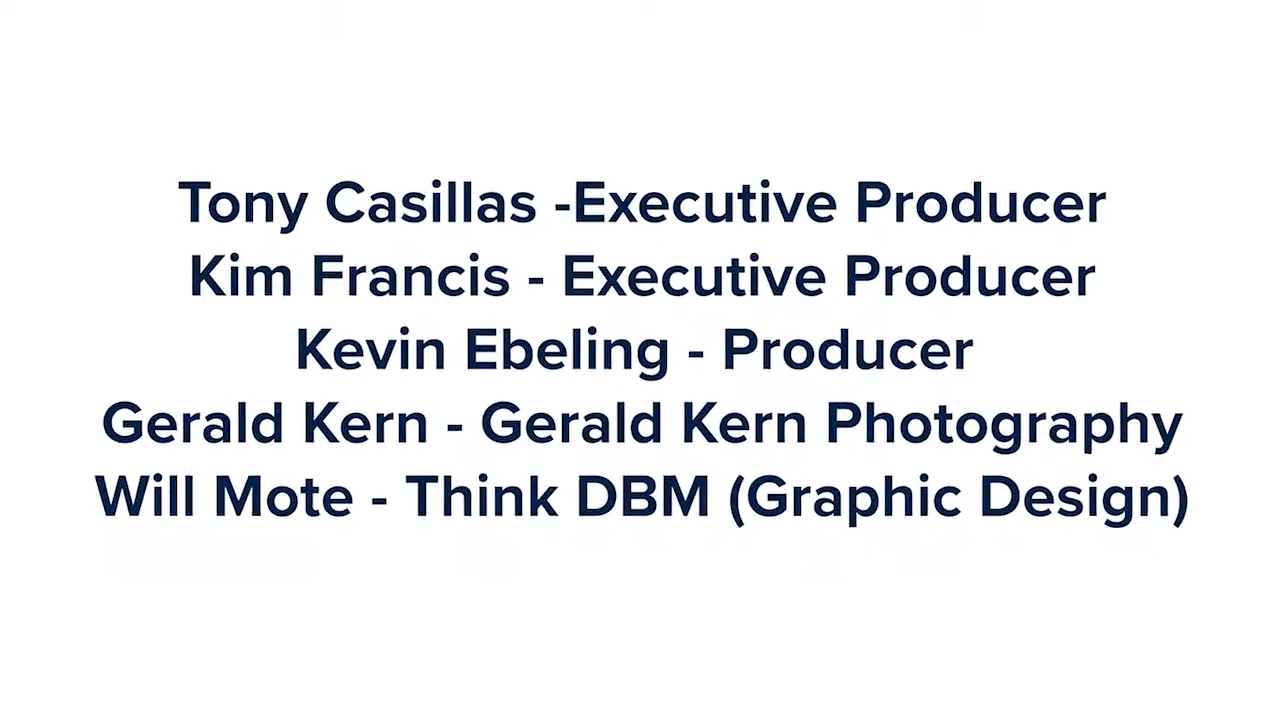 Tony Casillas -Executive Producer
Kim Francis - Executive Producer
Kevin Ebeling - Producer
Gerald Kern - Gerald Kern Photography
Will Mote - Think DBM (Graphic Design)